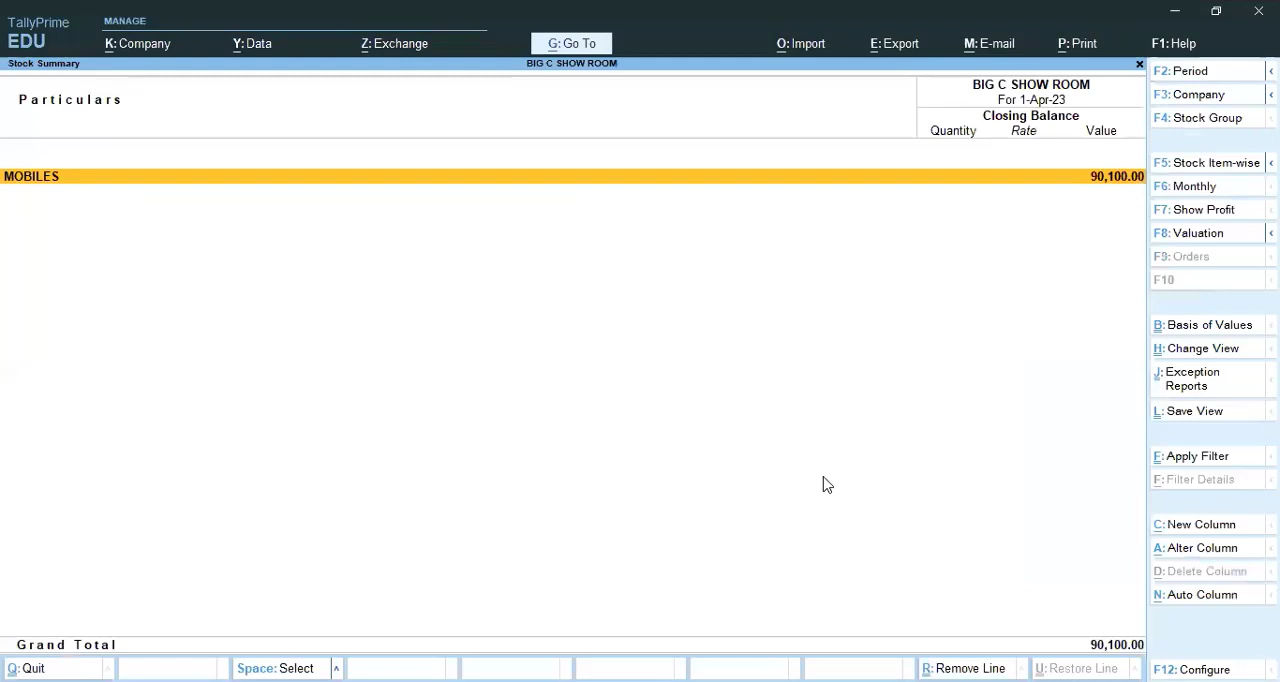 TallyPrime
EDU
MANAGE
K: Company
Y: Data
Z: Exchange
G: Go To
O: Import
E: Export
M: E-mail
P: Print
F1: Help
Stock Summary
BIG C SHOW ROOM
Particulars
BIG C SHOW ROOM
For 1-Apr-23
Closing Balance
Quantity Rate Value
MOBILES 90,100.00
Grand Total 90,100.00
F2: Period
F3: Company
F4: Stock Group
F5: Stock Item-wise
F6: Monthly
F7: Show Profit
F8: Valuation
F9: Orders
F10
B: Basis of Values
H: Change View
J: Exception
Reports
L: Save View
F: Apply Filter
F: Filter Details
C: New Column
A: Alter Column
D: Delete Column
N: Auto Column
Q: Quit
Space: Select
R: Remove Line
U: Restore Line
F12: Configure